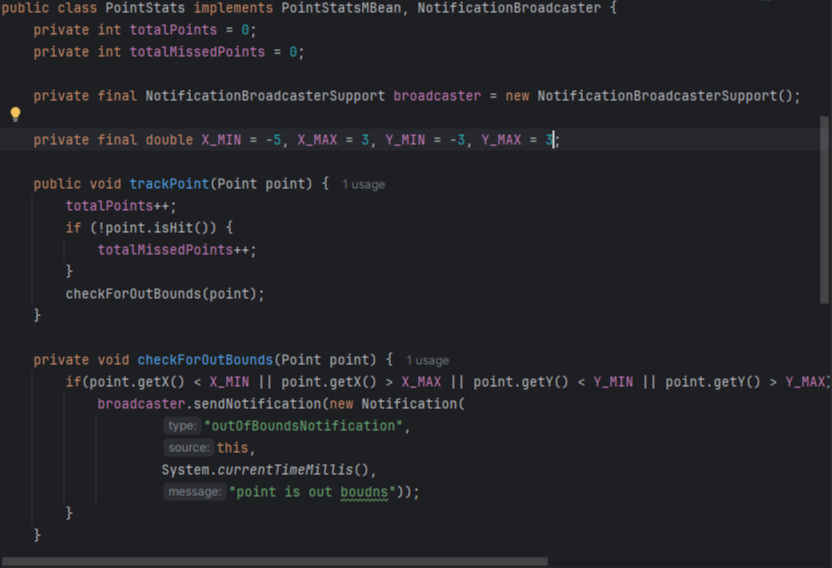 public class PointStats implements PointStatsMBean, NotificationBroadcaster {
private int totalPoints = 0;
private int totalMissedPoints = 0;
private final NotificationBroadcasterSupport broadcaster = new NotificationBroadcasterSupport();
private final double X_MIN = -5, X_MAX = 3, Y_MIN = -3, Y_MAX = 3;
public void trackPoint(Point point) { 1 usage
totalPoints++;
if (!point.isHit()) {
totalMissedPoints++;
}
checkForOutBounds(point);
}
private void checkForOutBounds(Point point) { 1 usage
if(point.getX() < X_MIN || point.getX() > X_MAX || point.getY() < Y_MIN || point.getY() > Y_MAX)
broadcaster.sendNotification(new Notification(
type: "outOfBoundsNotification",
source: this,
System.currentTimeMillis(),
message: "point is out boudns"));
}
}